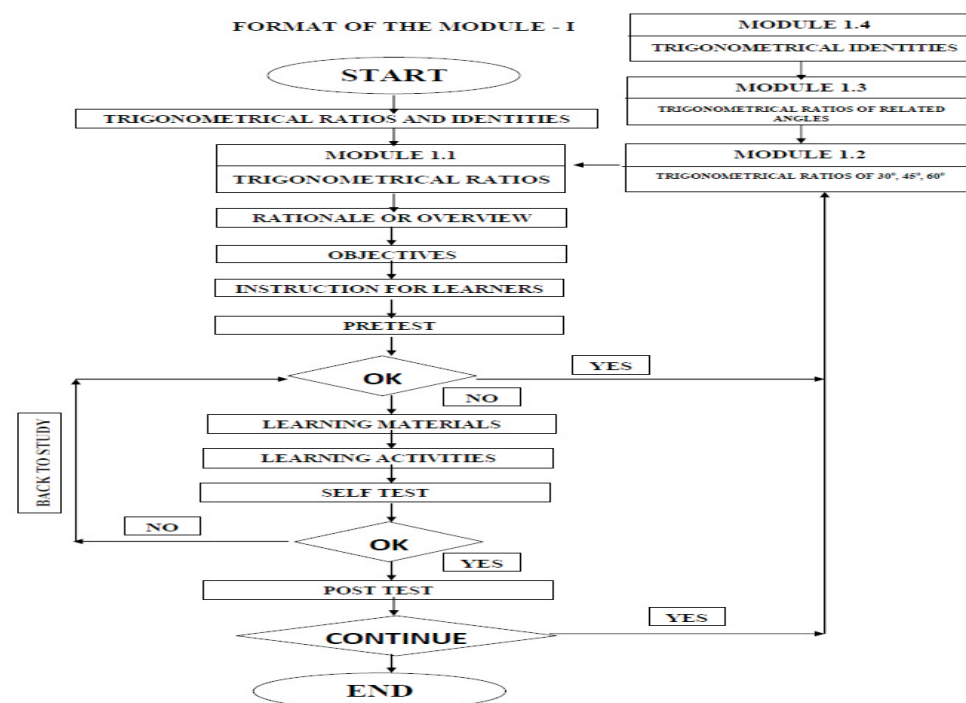 FORMAT OF THE MODULE - I
START
TRIGONOMETRICAL RATIOS AND IDENTITIES
MODULE 1.1
TRIGONOMETRICAL RATIOS
RATIONALE OR OVERVIEW
OBJECTIVES
INSTRUCTION FOR LEARNERS
PRETEST
OK
YES
NO
LEARNING MATERIALS
LEARNING ACTIVITIES
SELF TEST
BACK TO STUDY
NO
OK
YES
POST TEST
CONTINUE
YES
END
MODULE 1.4
TRIGONOMETRICAL IDENTITIES
MODULE 1.3
TRIGONOMETRICAL RATIOS OF RELATED
ANGLES
MODULE 1.2
TRIGONOMETRICAL RATIOS OF 30º, 45º, 60º